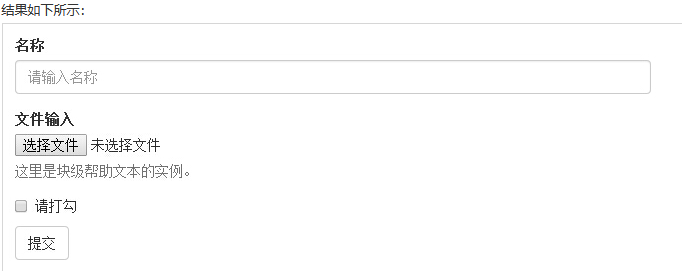 结果如下所示：
名称
请输入名称
文件输入
选择文件 未选择文件
这里是块级帮助文本的实例。
请打勾
提交